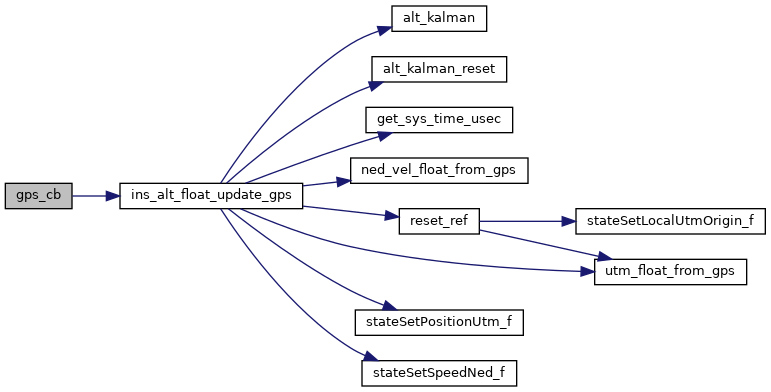 alt_kalman
alt_kalman_reset
get_sys_time_usec
ned_vel_float_from_gps
gps_cb
ins_alt_float_update_gps
reset_ref
stateSetLocalUtmOrigin_f
utm_float_from_gps
stateSetPositionUtm_f
stateSetSpeedNed_f